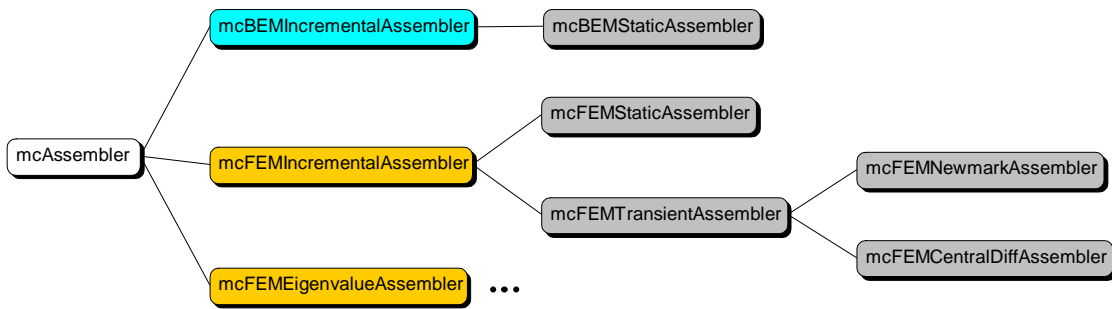 mcBEMIncrementalAssembler
mcBEMStaticAssembler
mcFEMStaticAssembler
mcAssembler
mcFEMIncrementalAssembler
mcFEMNewmarkAssembler
mcFEMTransientAssembler
mcFEMCentralDiffAssembler
mcFEMEigenvalueAssembler
...